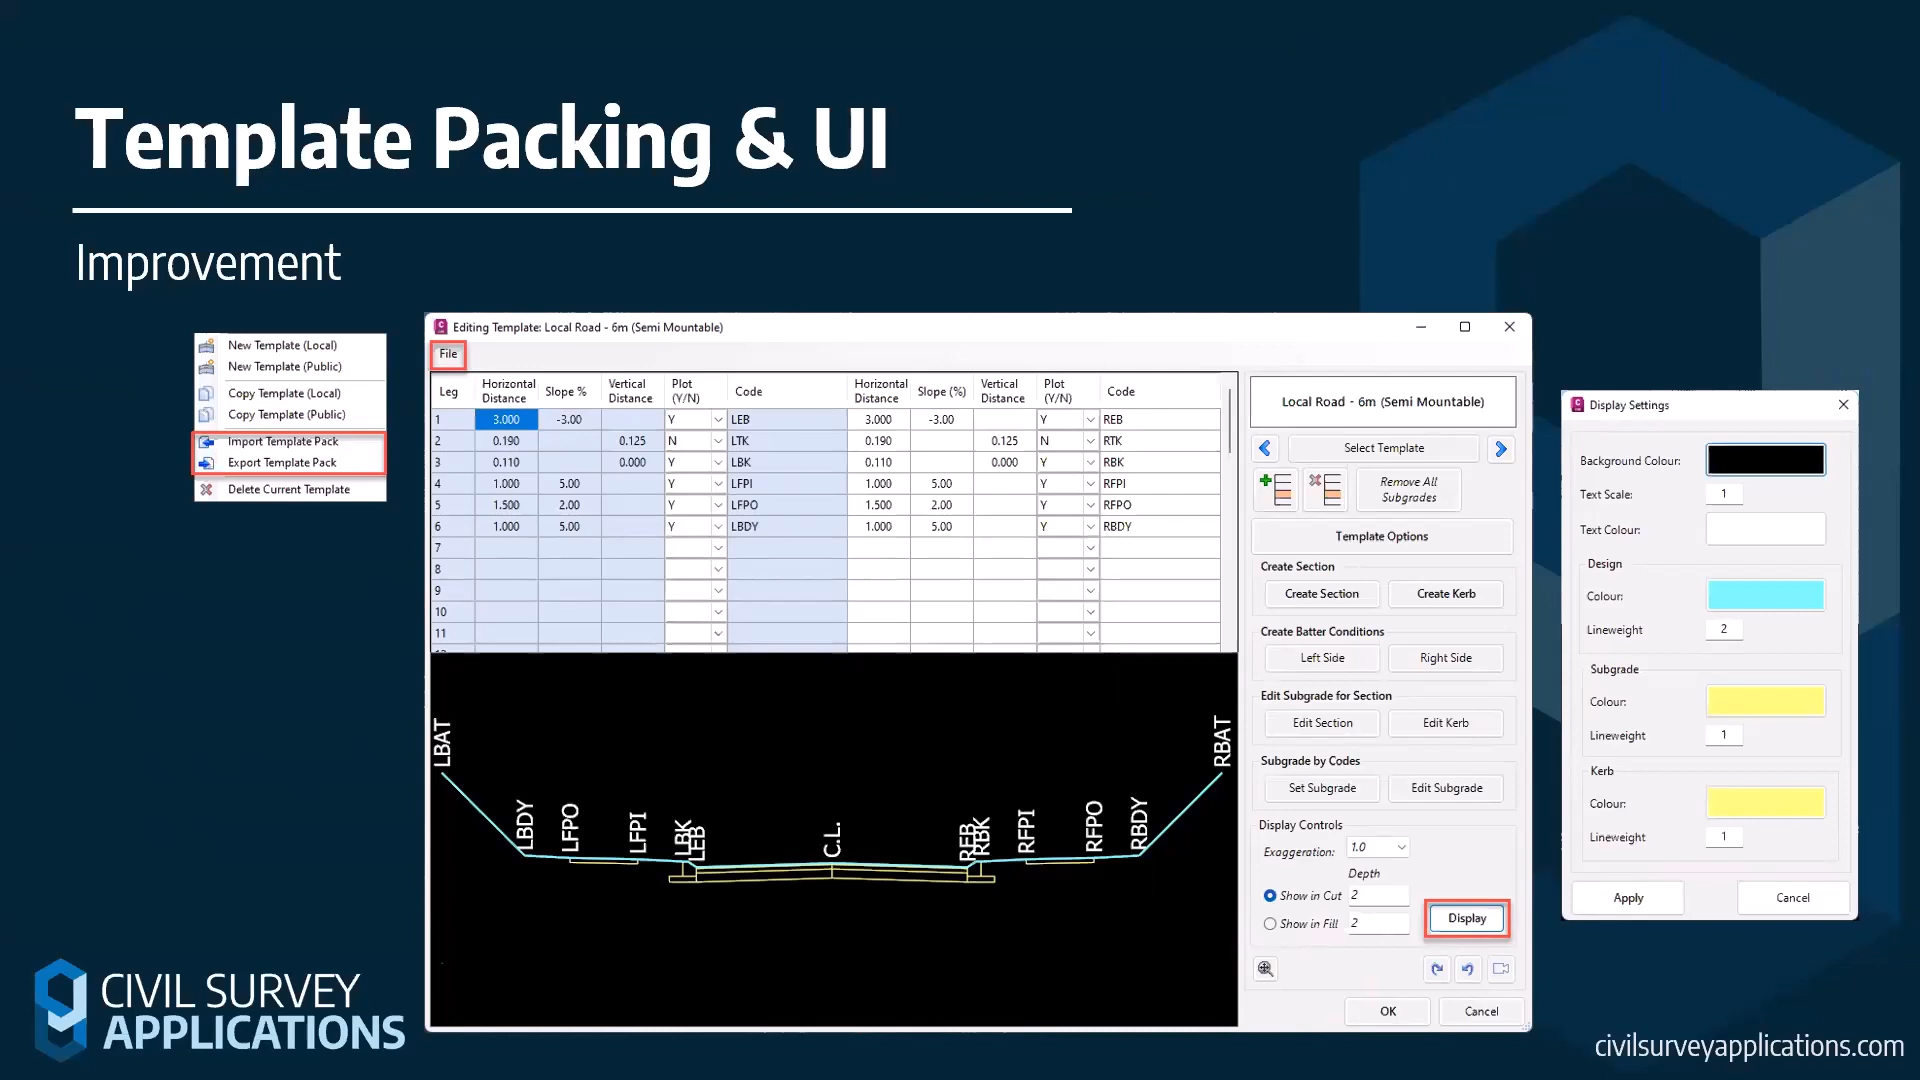 Template Packing & UI
Improvement
New Template (Local)
New Template (Public)
Copy Template (Local)
Copy Template (Public)
Import Template Pack
Export Template Pack
Delete Current Template
Editing Template: Local Road - 6m (Semi Mountable)
File
Leg Horizontal Distance Slope % Vertical Distance Plot (Y/N) Code Horizontal Distance Slope (%) Vertical Distance Plot (Y/N) Code
1 3.000 -3.00 Y LEB 3.000 -3.00 Y REB
2 0.190 0.125 N LTK 0.190 0.125 N RTK
3 0.110 0.000 Y LBK 0.110 0.000 Y RBK
4 1.000 5.00 Y LFPI 1.000 5.00 Y RFPI
5 1.500 2.00 Y LFPO 1.500 2.00 Y RFPO
6 1.000 5.00 Y LBDY 1.000 5.00 Y RBDY
7
8
9
10
11
LBAT
LBDY
LFPO
LFPI
LBK
LEB
C.L.
REB
RBK
RFPI
RFPO
RBDY
RBAT
Local Road - 6m (Semi Mountable)
Select Template
Remove All
Subgrades
Template Options
Create Section
Create Section Create Kerb
Create Batter Conditions
Left Side Right Side
Edit Subgrade for Section
Edit Section Edit Kerb
Subgrade by Codes
Set Subgrade Edit Subgrade
Display Controls
Exaggeration: 1.0
Depth
Show in Cut 2
Show in Fill 2
Display
OK Cancel
Display Settings
Background Colour:
Text Scale: 1
Text Colour:
Design
Colour:
Lineweight 2
Subgrade
Colour:
Lineweight 1
Kerb
Colour:
Lineweight 1
Apply Cancel
CIVIL SURVEY
APPLICATIONS
civilsurveyapplications.com